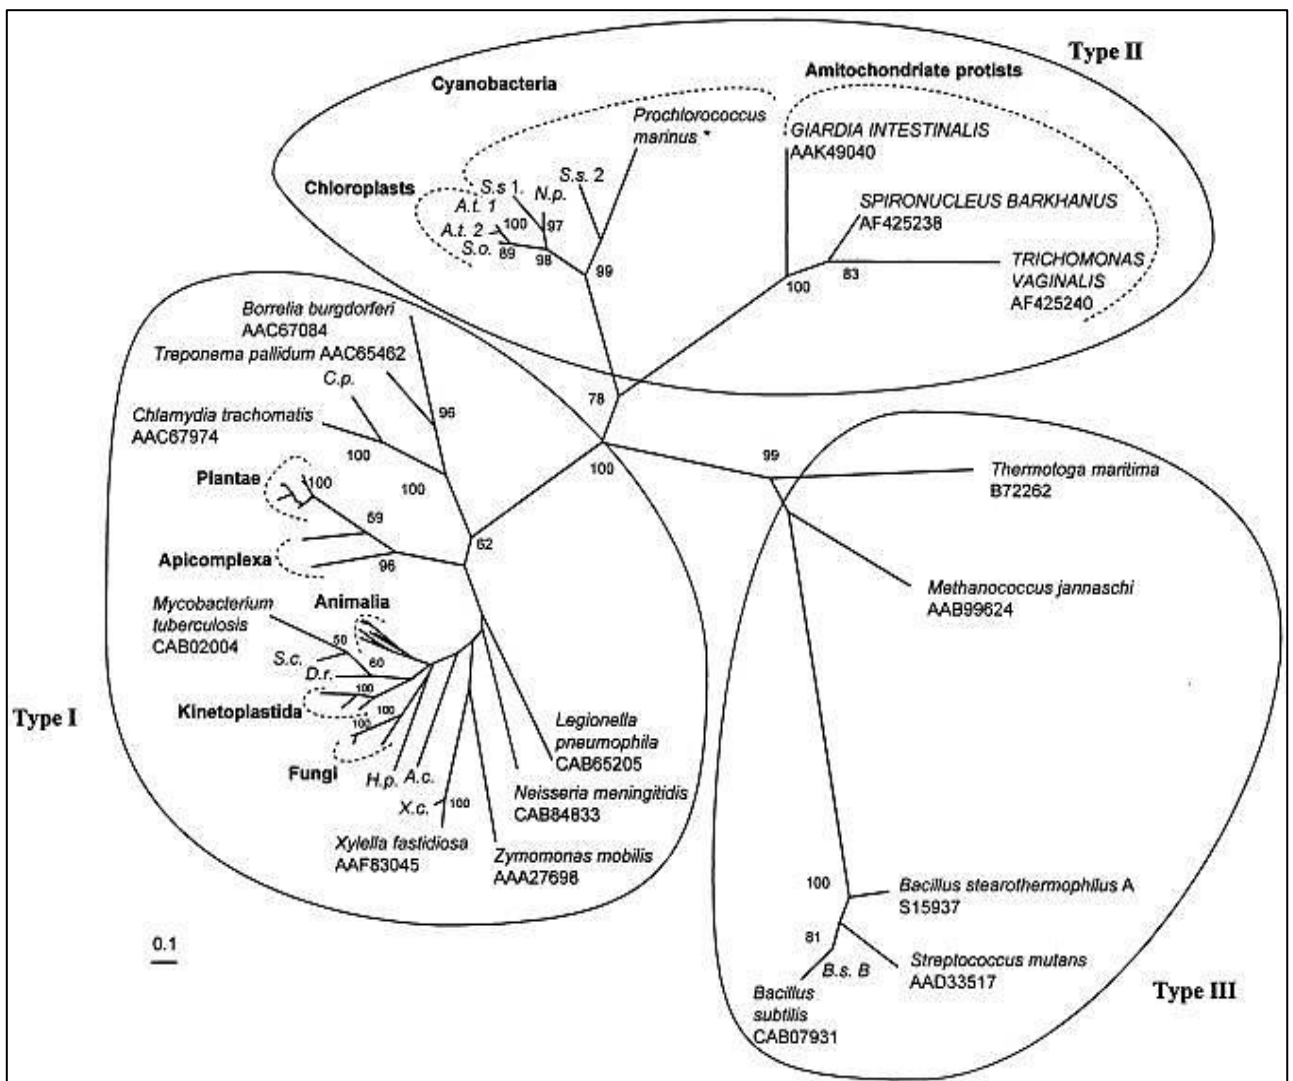 Type II
Cyanobacteria
Amitochondriate protists
Prochlorococcus
marinus *
GIARDIA INTESTINALIS
AAK49040
Chloroplasts
S.s 1.
N.p.
S.s. 2
A.t. 1
A.t. 2
S.o.
100
97
89
98
99
SPIRONUCLEUS BARKHANUS
AF425238
TRICHOMONAS
VAGINALIS
AF425240
100
83
Borrelia burgdorferi
AAC67084
Treponema pallidum AAC65462
C.p.
Chlamydia trachomatis
AAC67974
96
100
100
78
100
Plantae
100
59
Apicomplexa
96
62
99
Thermotoga maritima
B72262
Methanococcus jannaschi
AAB99624
Animalia
Mycobacterium
tuberculosis
CAB02004
50
S.c.
60
D.r.
100
Kinetoplastida
100
100
Fungi
H.p.
A.c.
X.c.
100
Type I
Legionella
pneumophila
CAB65205
Neisseria meningitidis
CAB84833
Xylella fastidiosa
AAF83045
Zymomonas mobilis
AAA27698
0.1
100
Bacillus stearothermophilus A
S15937
81
B.s. B
Streptococcus mutans
AAD33517
Bacillus
subtilis
CAB07931
Type III